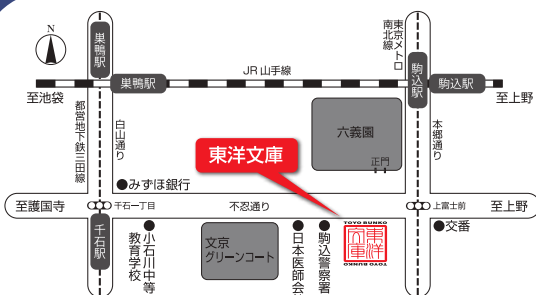 N
巣鴨駅
巣鴨駅
JR山手線
東京メトロ
南北線
駒込駅
駒込駅
至池袋
至上野
都営地下鉄三田線
白山通り
六義園
正門
本郷通り
東洋文庫
みずほ銀行
至護国寺
千石一丁目
不忍通り
上富士前
至上野
千石駅
小石川中等
教育学校
文京
グリーンコート
日本医師会
駒込警察署
TOYO BUNKO
東洋
文庫
TOYO BUNKO
交番